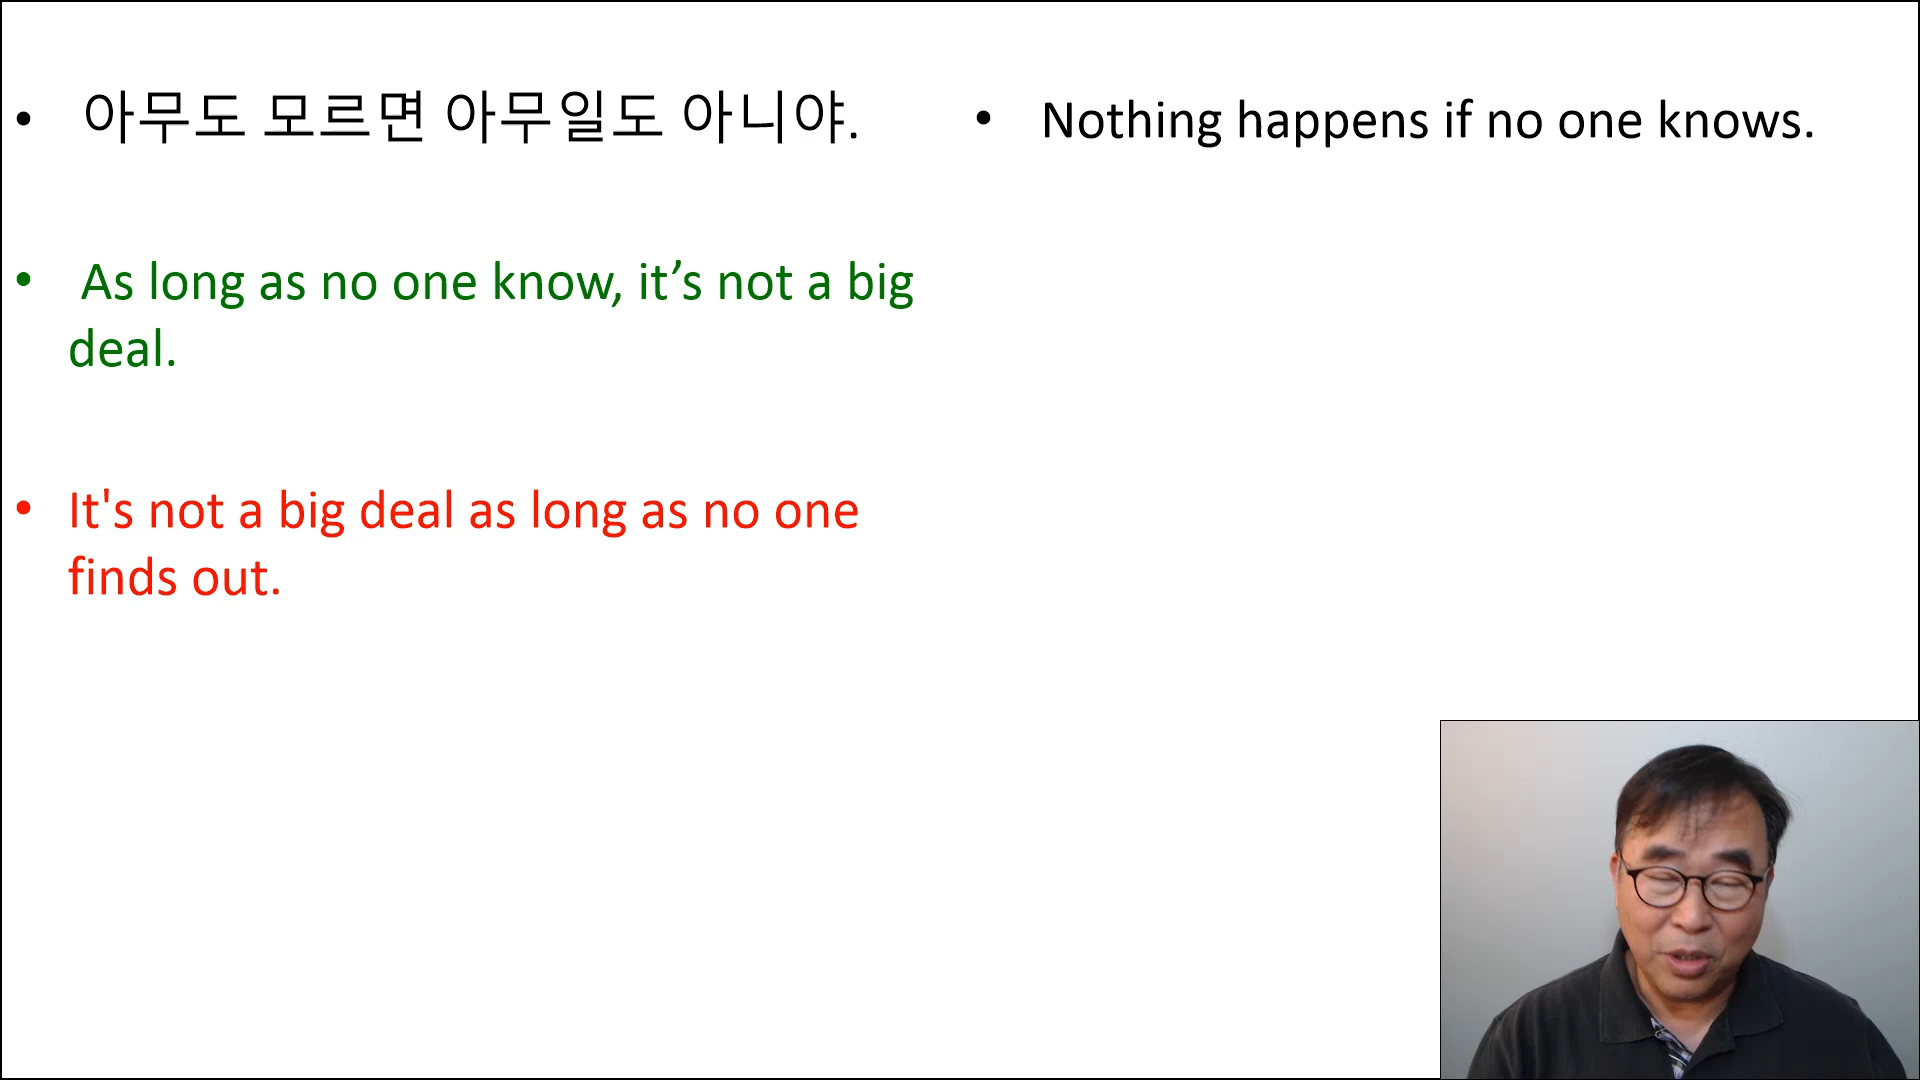 • 아무도 모르면 아무일도 아니야.
• As long as no one know, it’s not a big
deal.
• It's not a big deal as long as no one
finds out.
• Nothing happens if no one knows.